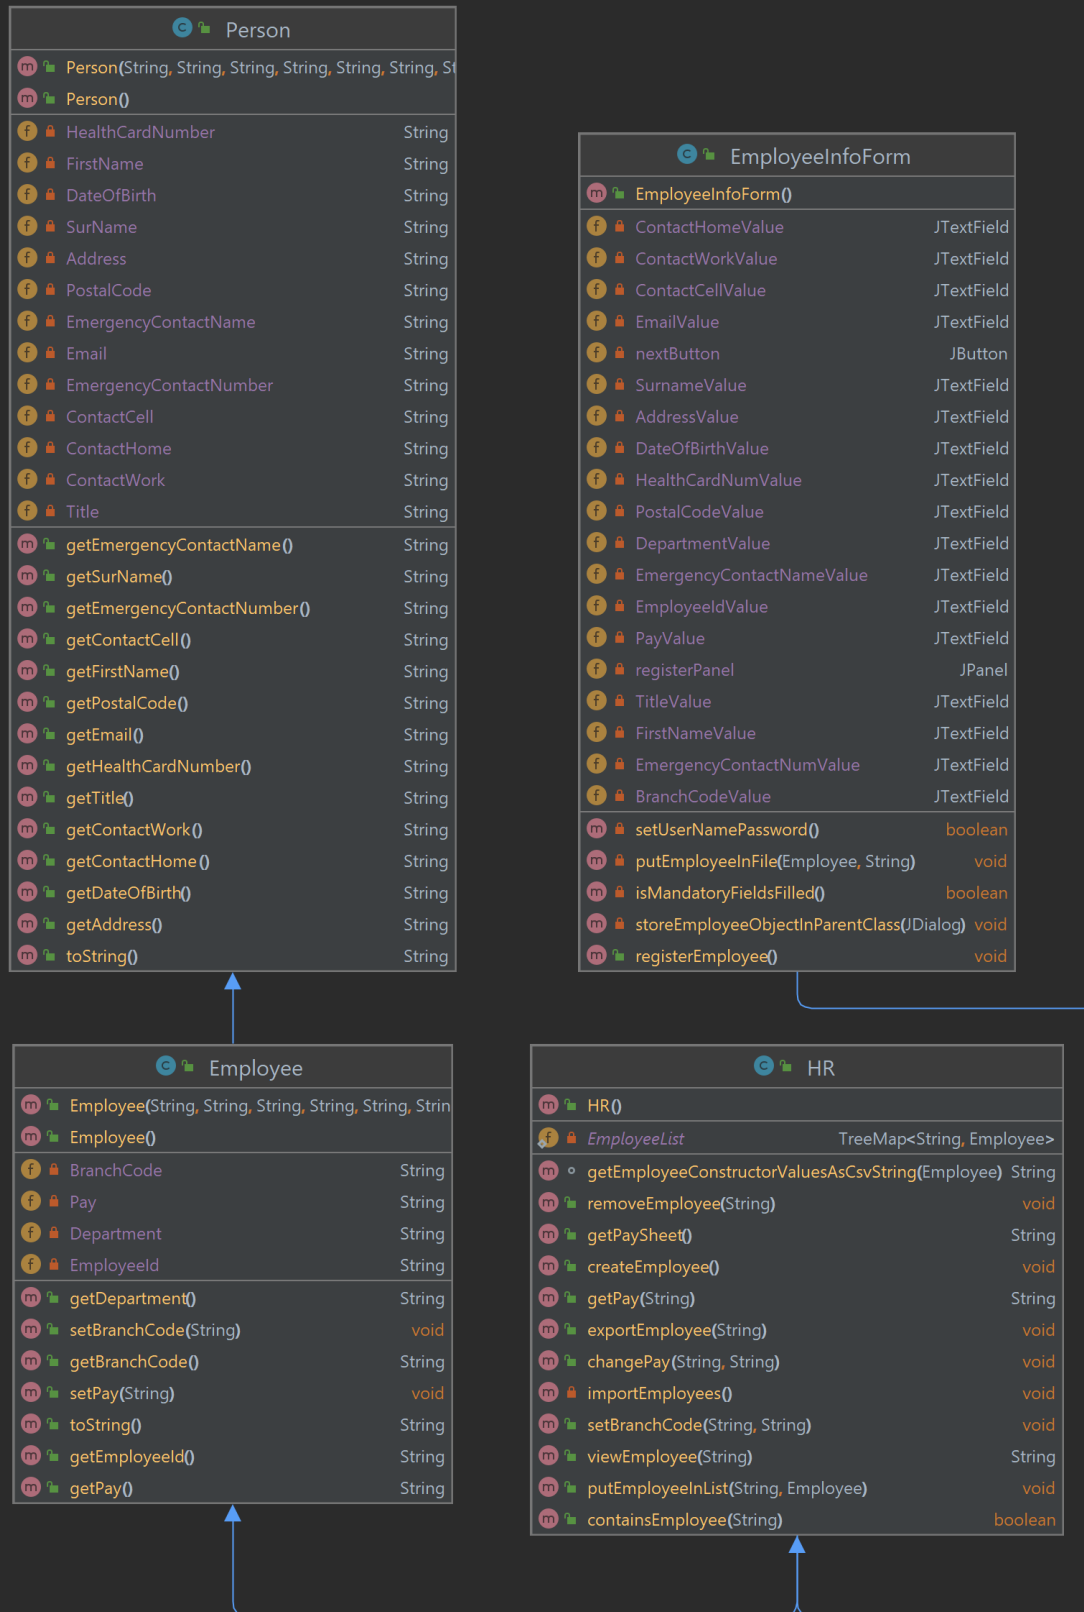 Person
Person(String, String, String, String, String, String, St
Person()
HealthCardNumber String
FirstName String
DateOfBirth String
SurName String
Address String
PostalCode String
EmergencyContactName String
Email String
EmergencyContactNumber String
ContactCell String
ContactHome String
ContactWork String
Title String
getEmergencyContactName() String
getSurName() String
getEmergencyContactNumber() String
getContactCell() String
getFirstName() String
getPostalCode() String
getEmail() String
getHealthCardNumber() String
getTitle() String
getContactWork() String
getContactHome() String
getDateOfBirth() String
getAddress() String
toString() String
EmployeeInfoForm
EmployeeInfoForm()
ContactHomeValue JTextField
ContactWorkValue JTextField
ContactCellValue JTextField
EmailValue JTextField
nextButton JButton
SurnameValue JTextField
AddressValue JTextField
DateOfBirthValue JTextField
HealthCardNumValue JTextField
PostalCodeValue JTextField
DepartmentValue JTextField
EmergencyContactNameValue JTextField
EmployeeIdValue JTextField
PayValue JTextField
registerPanel JPanel
TitleValue JTextField
FirstNameValue JTextField
EmergencyContactNumValue JTextField
BranchCodeValue JTextField
setUserNamePassword() boolean
putEmployeeInFile(Employee, String) void
isMandatoryFieldsFilled() boolean
storeEmployeeObjectInParentClass(JDialog) void
registerEmployee() void
Employee
Employee(String, String, String, String, String, Strin
Employee()
BranchCode String
Pay String
Department String
EmployeeId String
getDepartment() String
setBranchCode(String) void
getBranchCode() String
setPay(String) void
toString() String
getEmployeeId() String
getPay() String
HR
HR()
EmployeeList TreeMap<String, Employee>
getEmployeeConstructorValuesAsCsvString(Employee) String
removeEmployee(String) void
getPaySheet() String
createEmployee() void
getPay(String) String
exportEmployee(String) void
changePay(String, String) void
importEmployees() void
setBranchCode(String, String) void
viewEmployee(String) String
putEmployeeInList(String, Employee) void
containsEmployee(String) boolean